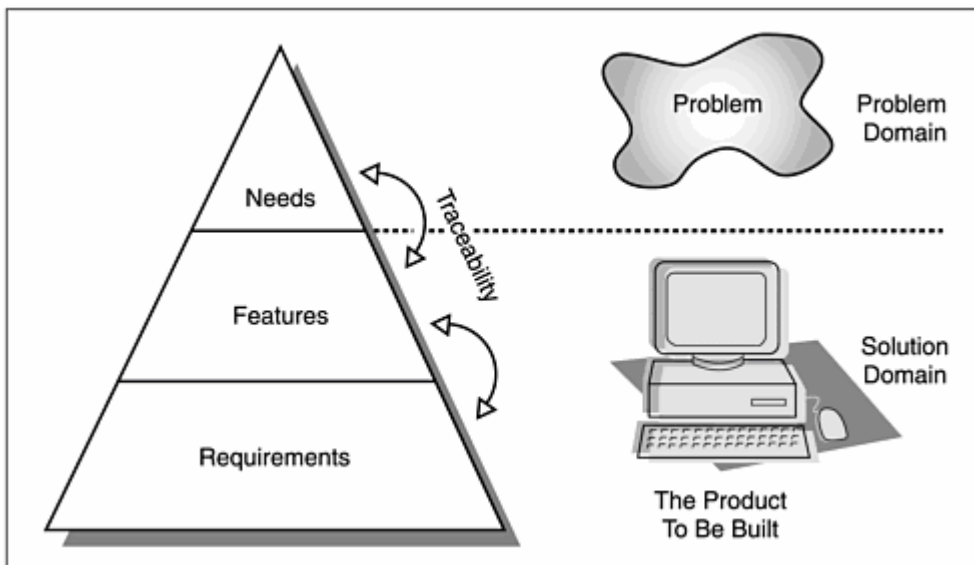 Needs
Features
Requirements
Traceability
Problem
Problem
Domain
Solution
Domain
The Product
To Be Built